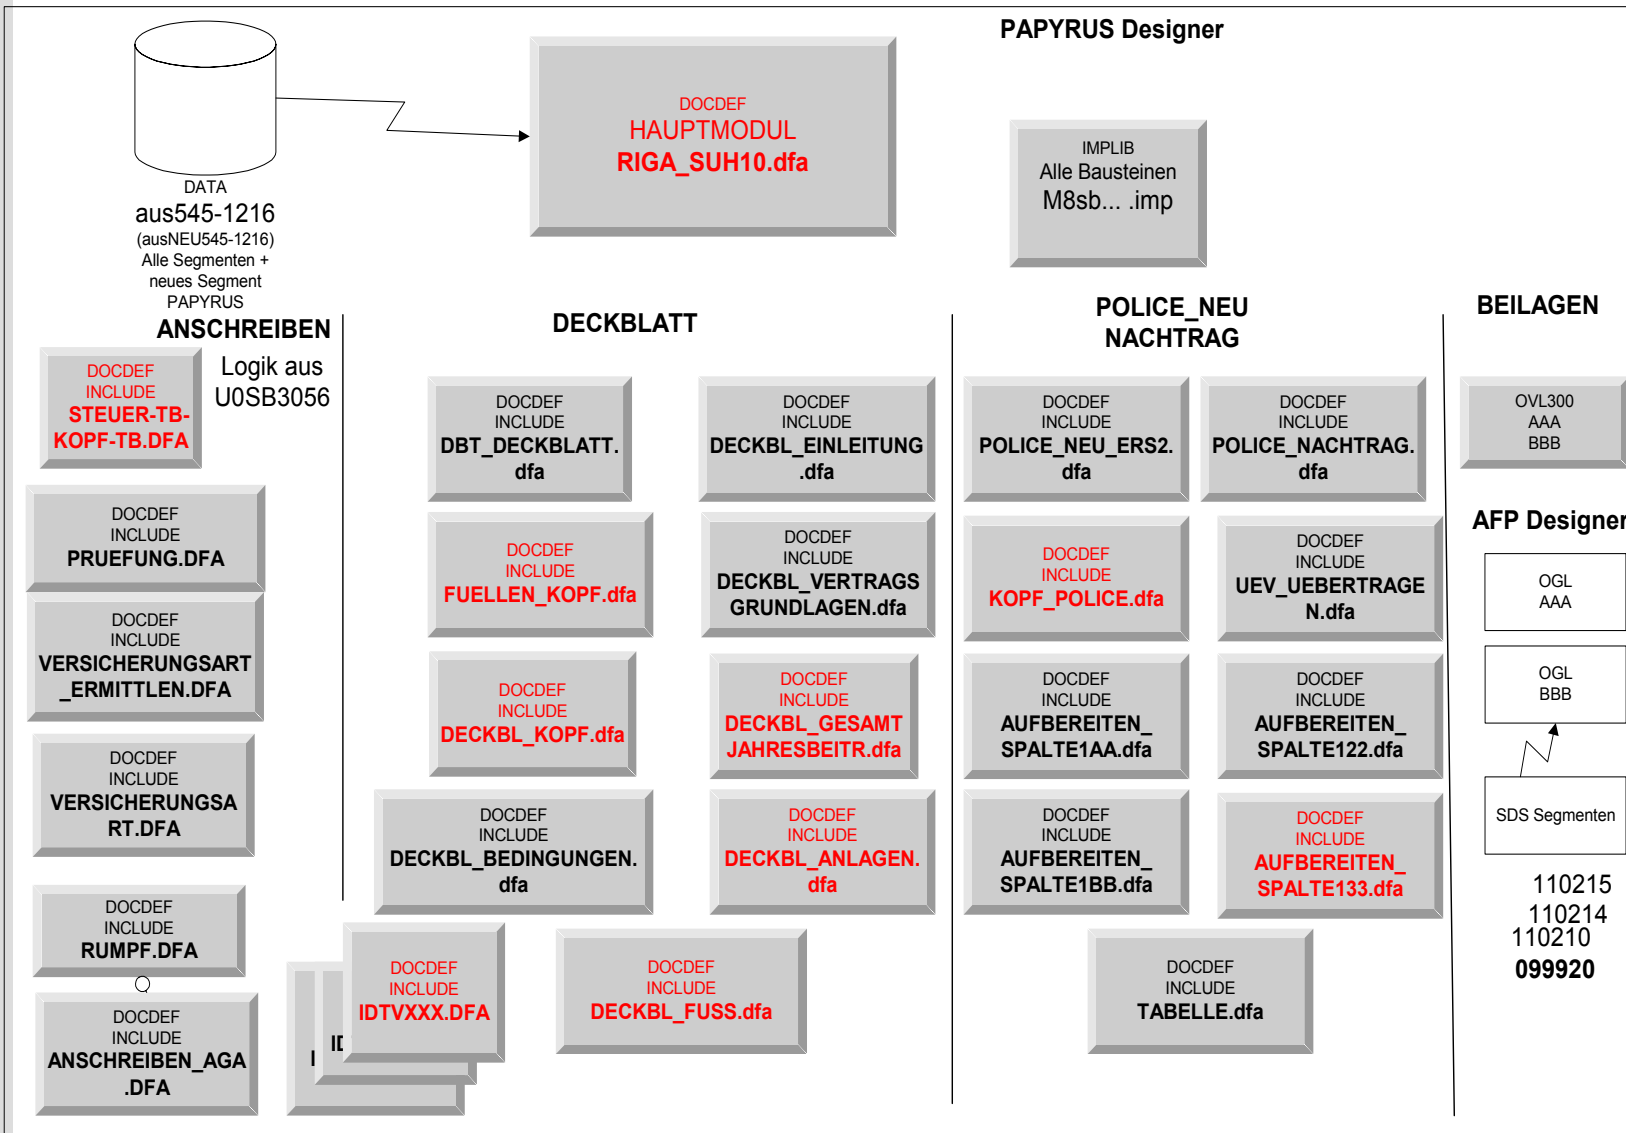 PAPYRUS Designer
DOCDEF
HAUPTMODUL
RIGA_SUH10.dfa
IMPLIB
Alle Bausteinen
M8sb... .imp
DATA
aus545-1216
(ausNEU545-1216)
Alle Segmenten +
neues Segment
PAPYRUS
ANSCHREIBEN
Logik aus
U0SB3056
DOCDEF
INCLUDE
STEUER-TB-
KOPF-TB.DFA
DOCDEF
INCLUDE
PRUEFUNG.DFA
DOCDEF
INCLUDE
VERSICHERUNGSART
_ERMITTLEN.DFA
DOCDEF
INCLUDE
VERSICHERUNGSA
RT.DFA
DOCDEF
INCLUDE
RUMPF.DFA
DOCDEF
INCLUDE
ANSCHREIBEN_AGA
.DFA
DECKBLATT
DOCDEF
INCLUDE
DBT_DECKBLATT.
dfa
DOCDEF
INCLUDE
DECKBL_EINLEITUNG
.dfa
DOCDEF
INCLUDE
FUELLEN_KOPF.dfa
DOCDEF
INCLUDE
DECKBL_VERTRAGS
GRUNDLAGEN.dfa
DOCDEF
INCLUDE
DECKBL_KOPF.dfa
DOCDEF
INCLUDE
DECKBL_GESAMT
JAHRESBEITR.dfa
DOCDEF
INCLUDE
DECKBL_BEDINGUNGEN.
dfa
DOCDEF
INCLUDE
DECKBL_ANLAGEN.
dfa
DOCDEF
INCLUDE
IDTVXXX.DFA
DOCDEF
INCLUDE
DECKBL_FUSS.dfa
POLICE_NEU
NACHTRAG
DOCDEF
INCLUDE
POLICE_NEU_ERS2.
dfa
DOCDEF
INCLUDE
POLICE_NACHTRAG.
dfa
DOCDEF
INCLUDE
KOPF_POLICE.dfa
DOCDEF
INCLUDE
UEV_UEBERTRAGE
N.dfa
DOCDEF
INCLUDE
AUFBEREITEN_
SPALTE1AA.dfa
DOCDEF
INCLUDE
AUFBEREITEN_
SPALTE122.dfa
DOCDEF
INCLUDE
AUFBEREITEN_
SPALTE1BB.dfa
DOCDEF
INCLUDE
AUFBEREITEN_
SPALTE133.dfa
DOCDEF
INCLUDE
TABELLE.dfa
BEILAGEN
OVL300
AAA
BBB
AFP Designer
OGL
AAA
OGL
BBB
SDS Segmenten
110215
110214
110210
099920